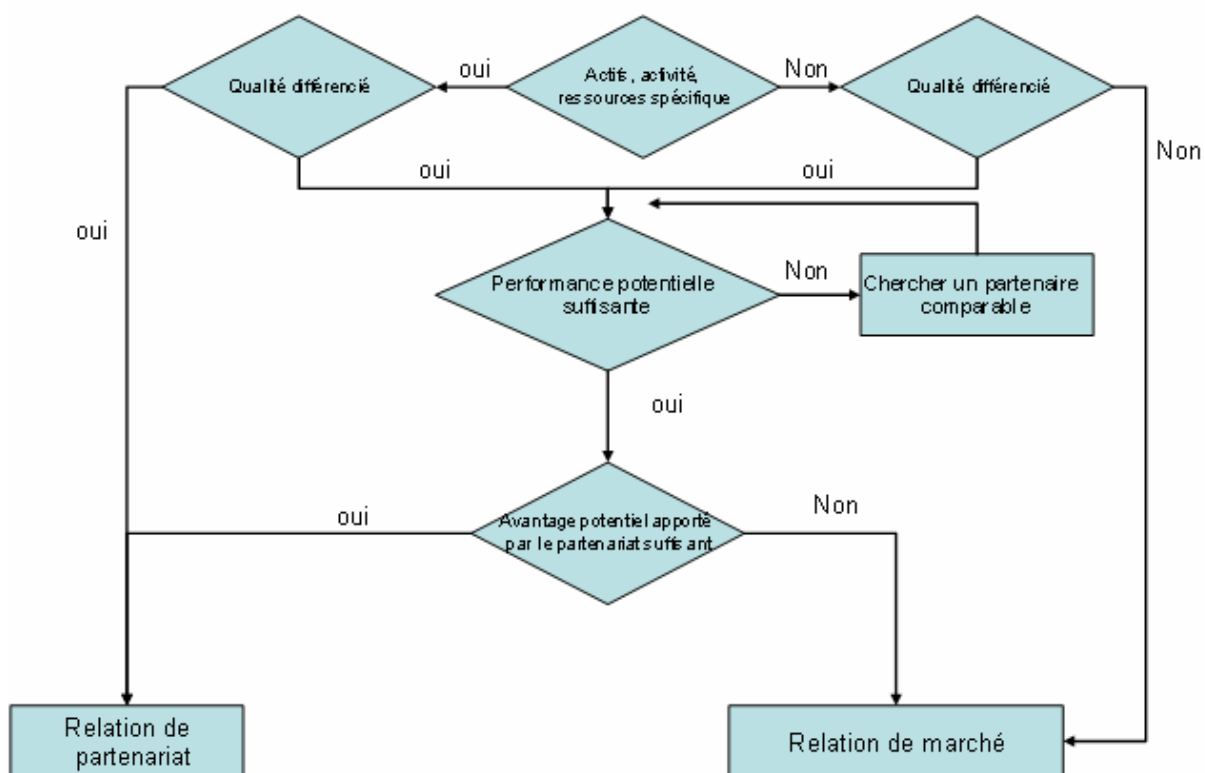 oui
Non
Qualité différencié
Actifs, activité,
ressources spécifique
Qualité différencié
Non
oui
oui
oui
Performance potentielle
suffisante
Non
Chercher un partenaire
comparable
oui
oui
Non
Avantage potentiel apporté
par le partenariat suffisant
Relation de
partenariat
Relation de marché